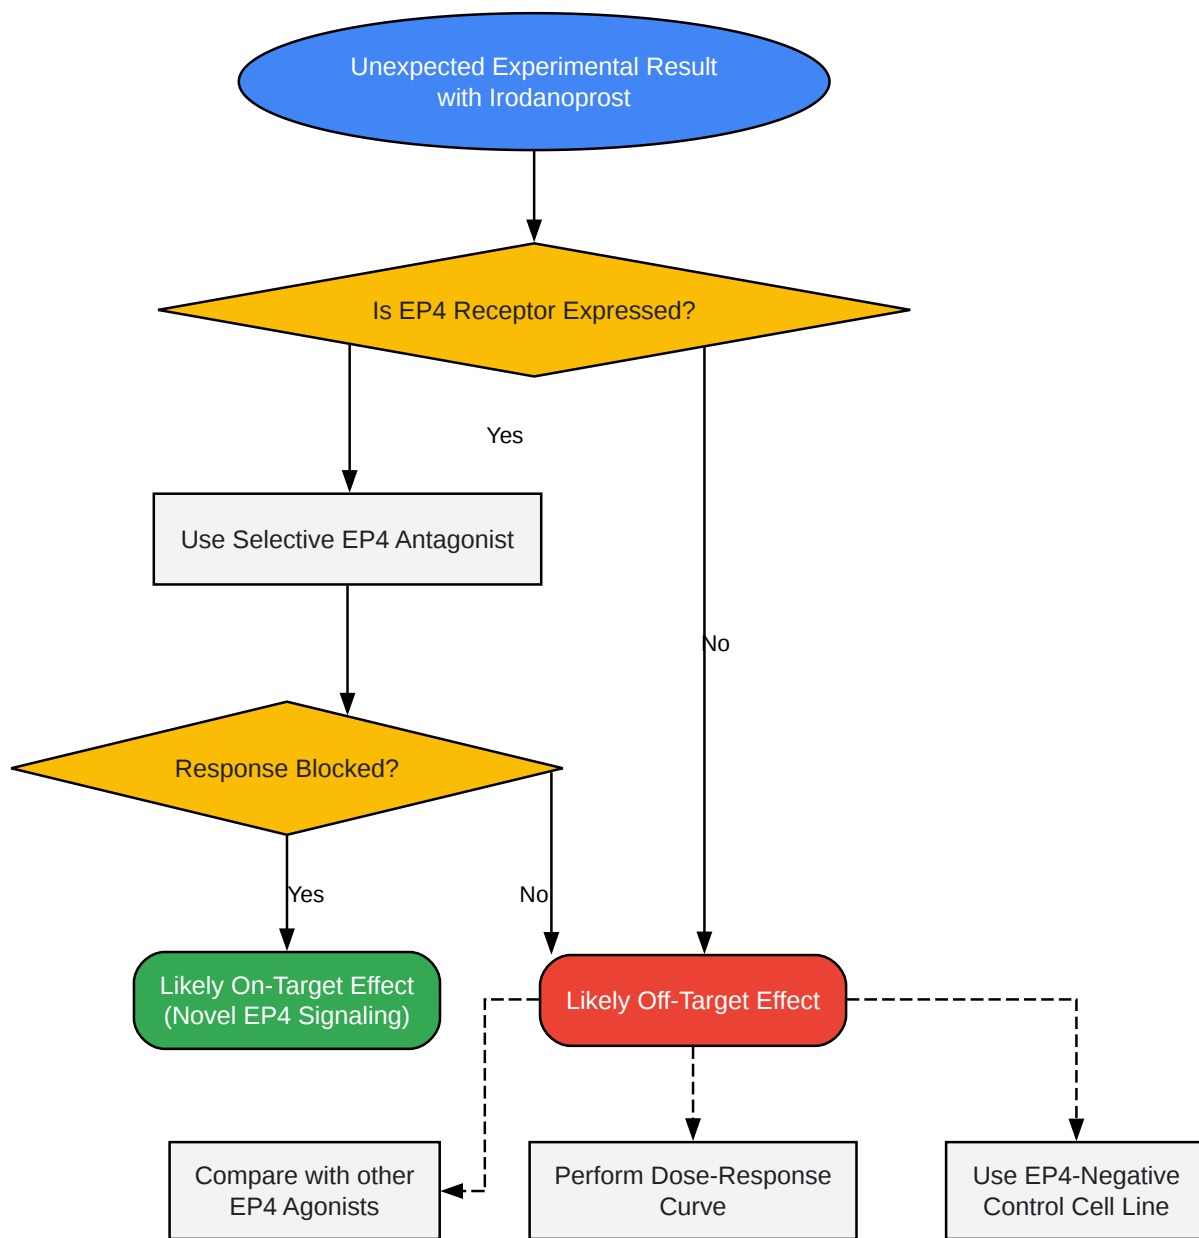 Unexpected Experimental Result
with Irodanoprost
Is EP4 Receptor Expressed?
Yes
Use Selective EP4 Antagonist
No
Response Blocked?
Yes
No
Likely On-Target Effect
(Novel EP4 Signaling)
Likely Off-Target Effect
Compare with other
EP4 Agonists
Perform Dose-Response
Curve
Use EP4-Negative
Control Cell Line